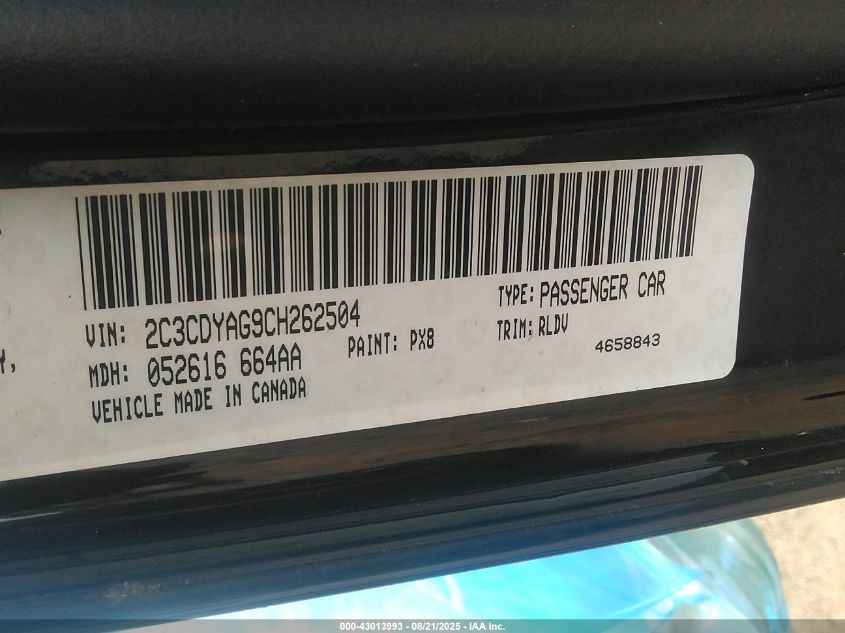 VIN: 2C3CDYAG9CH262504
TYPE: PASSENGER CAR
MDH: 052616 664AA
PAINT: PX8
TRIM: RLDV
4658843
VEHICLE MADE IN CANADA
Y,
000-43013993 - 08/21/2025 - IAA Inc.